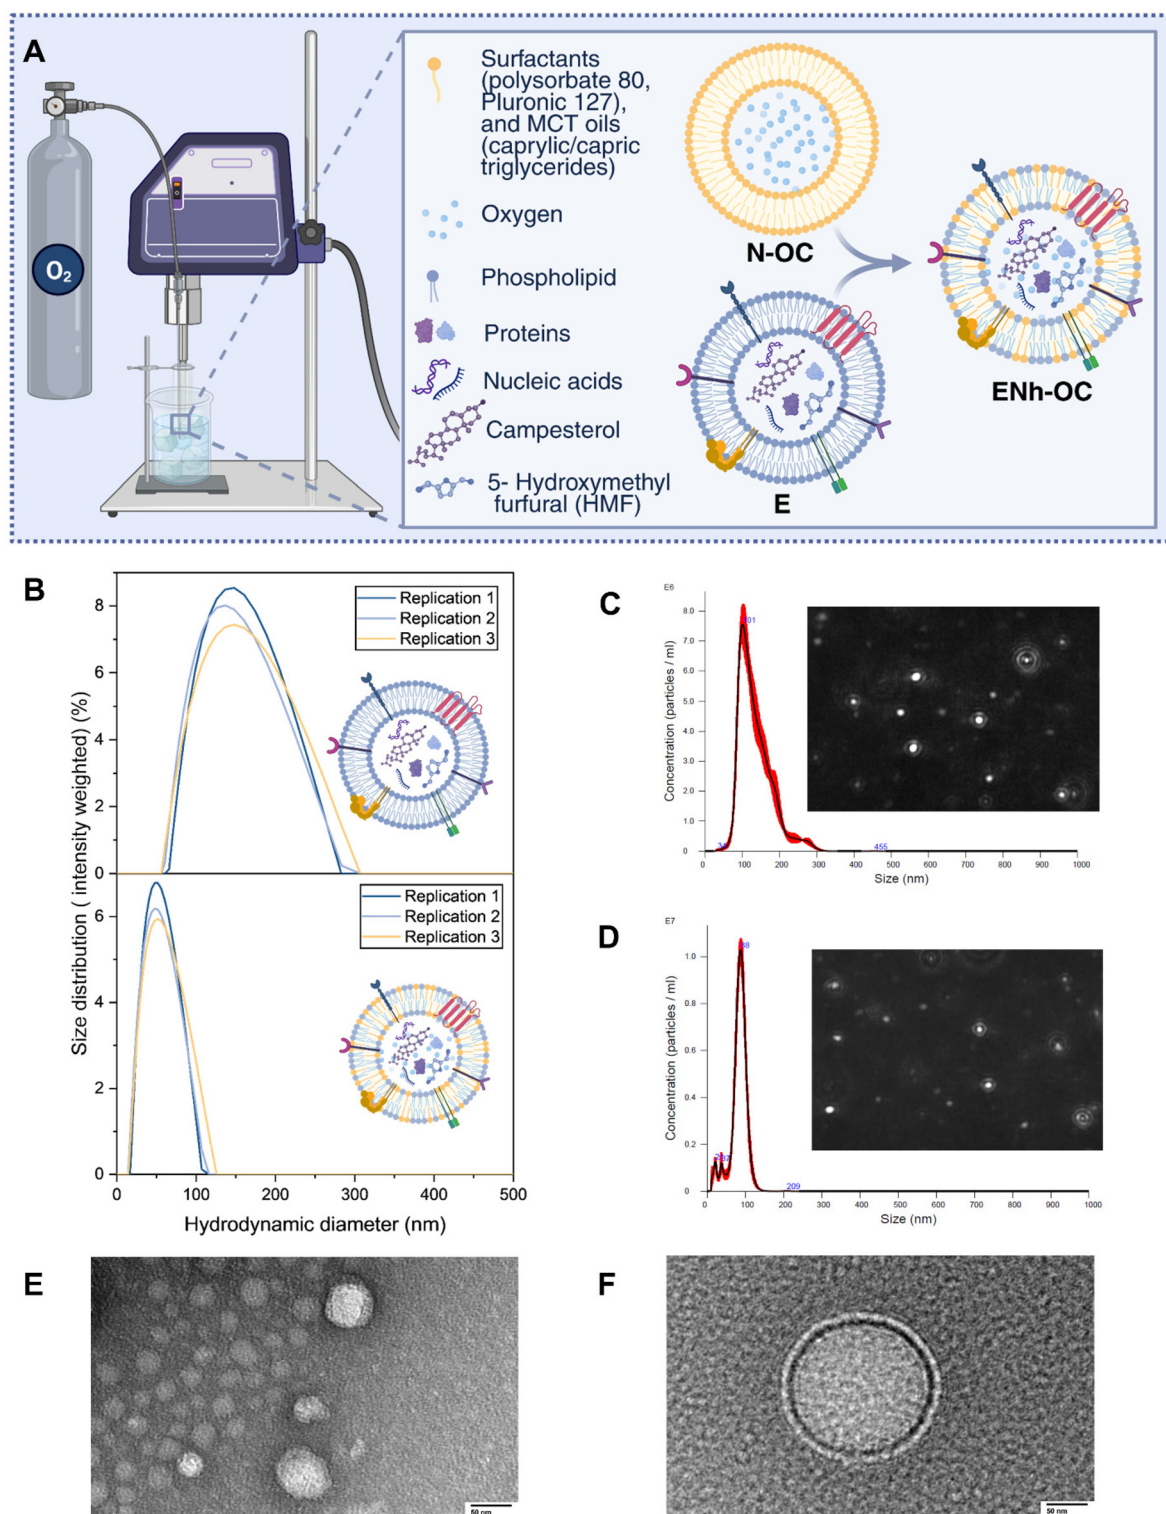 A
O₂
Surfactants
(polysorbate 80,
Pluronic 127),
and MCT oils
(caprylic/capric
triglycerides)
Oxygen
Phospholipid
Proteins
Nucleic acids
Campesterol
5- Hydroxymethyl
furfural (HMF)
N-OC
E
ENh-OC
B
Size distribution ( intensity weighted) (%)
8
6
4
2
0
Replication 1
Replication 2
Replication 3
6
4
2
0
Replication 1
Replication 2
Replication 3
0 100 200 300 400 500
Hydrodynamic diameter (nm)
C
E6
Concentration (particles / ml)
8.0
7.0
6.0
5.0
4.0
3.0
2.0
1.0
0
455
0 100 200 300 400 500 600 700 800 900 1000
Size (nm)
D
E7
Concentration (particles / ml)
1.0
0.8
0.6
0.4
0.2
0
209
0 100 200 300 400 500 600 700 800 900 1000
Size (nm)
E
50 nm
F
50 nm